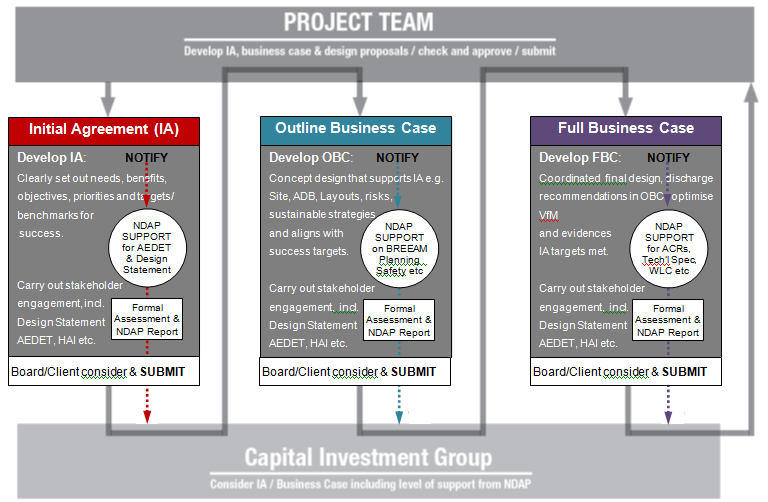 PROJECT TEAM
Develop IA, business case & design proposals / check and approve / submit
Initial Agreement (IA)
Develop IA: NOTIFY
Clearly set out needs, benefits,
objectives, priorities and targets/
benchmarks for
success.
NDAP
SUPPORT
for AEDET
& Design
Statement
Carry out stakeholder
engagement, incl.
Design Statement
AEDET, HAI etc.
Formal
Assessment &
NDAP Report
Board/Client consider & SUBMIT
Outline Business Case
Develop OBC: NOTIFY
Concept design that supports IA e.g.
Site, ADB, Layouts, risks,
sustainable strategies
and aligns with
success targets.
NDAP
SUPPORT
on BREEAM
Planning
Safety etc
Carry out stakeholder
engagement, incl.
Design Statement
AEDET, HAI etc.
Formal
Assessment &
NDAP Report
Board/Client consider & SUBMIT
Full Business Case
Develop FBC: NOTIFY
Coordinated final design, discharge
recommendations in OBC, optimise
VfM
and evidences
IA targets met.
NDAP
SUPPORT
for ACRs,
Tech'l Spec,
WLC etc
Carry out stakeholder
engagement, incl.
Design Statement
AEDET, HAI etc.
Formal
Assessment &
NDAP Report
Board/Client consider & SUBMIT
Capital Investment Group
Consider IA / Business Case including level of support from NDAP